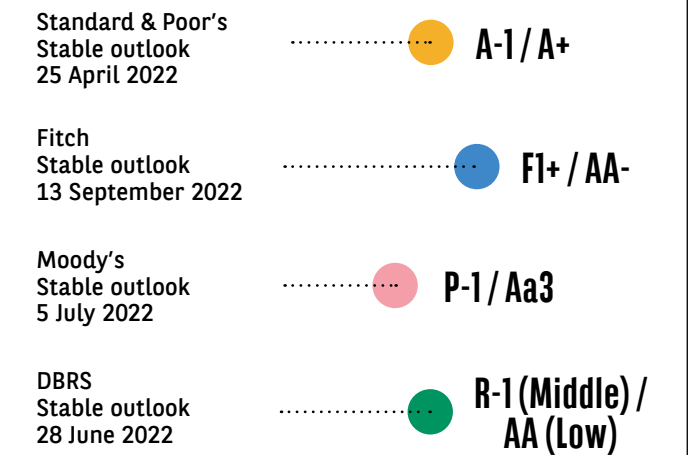 Standard & Poor's
Stable outlook
25 April 2022
A-1 / A+
Fitch
Stable outlook
13 September 2022
F1+ / AA-
Moody's
Stable outlook
5 July 2022
P-1 / Aa3
DBRS
Stable outlook
28 June 2022
R-1 (Middle) /
AA (Low)